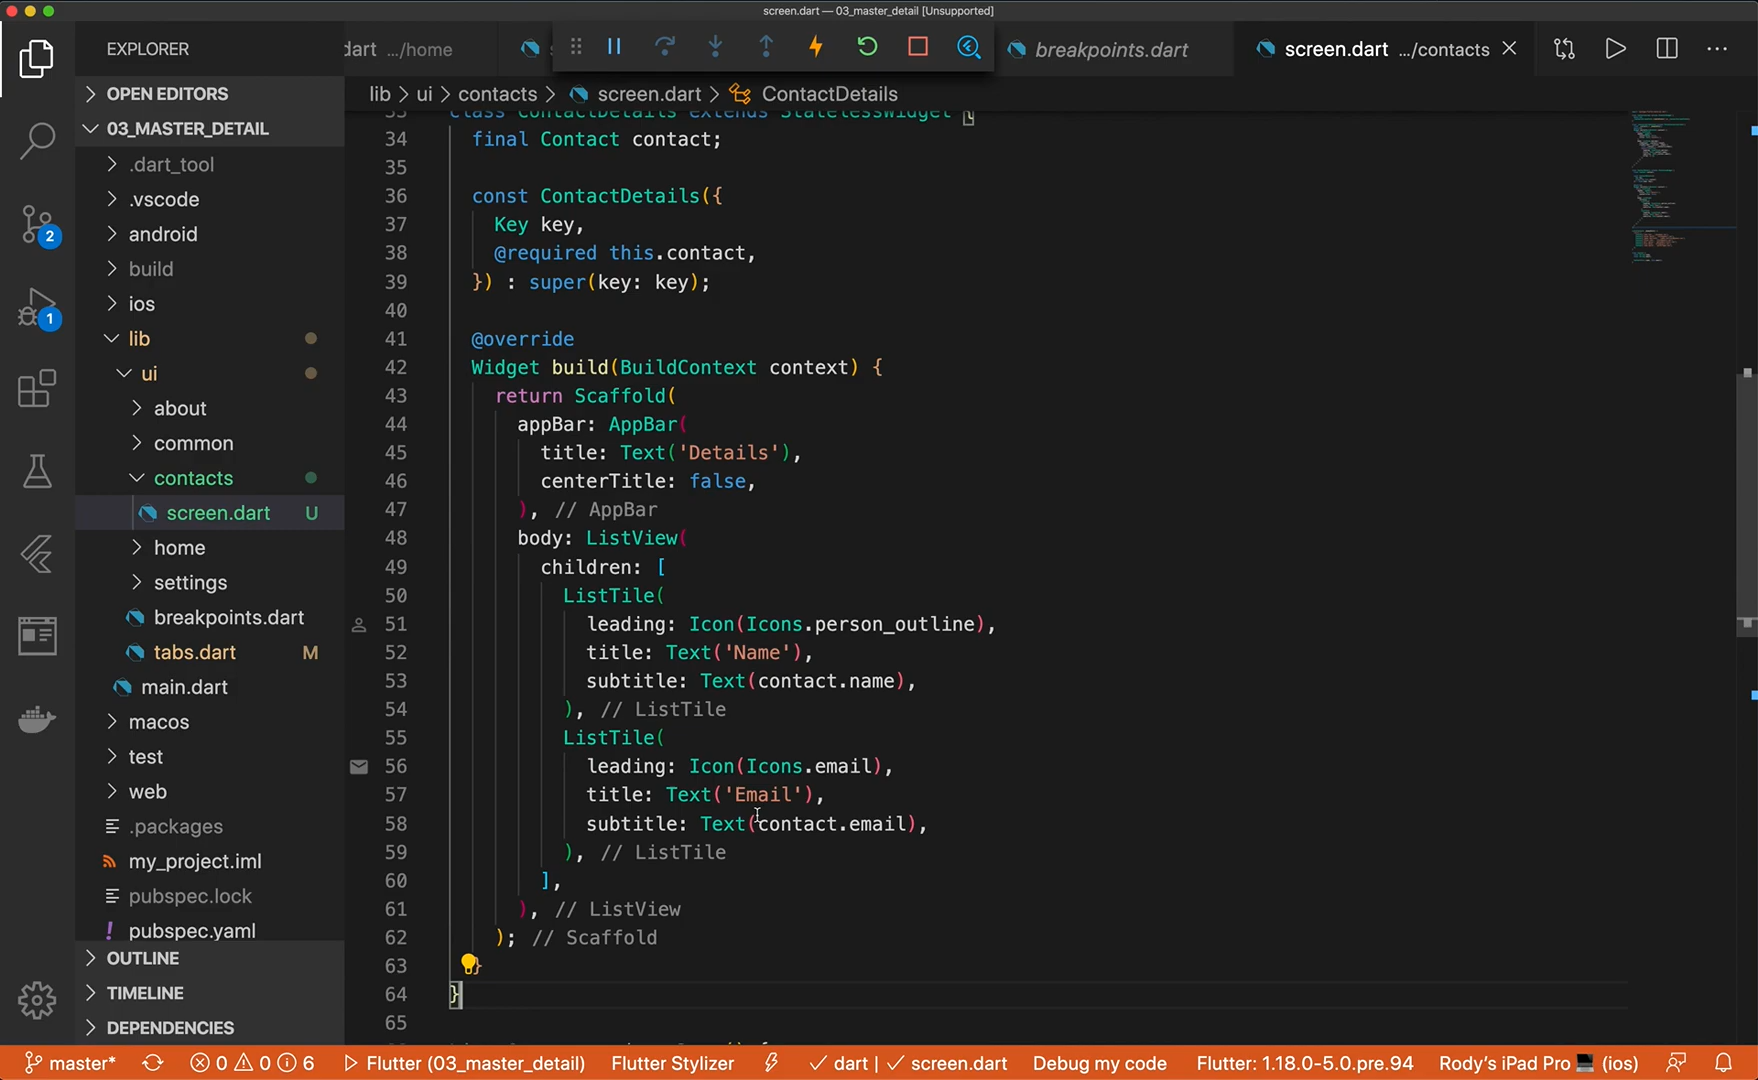 screen.dart — 03_master_detail [Unsupported]
EXPLORER
dart .../home
breakpoints.dart
screen.dart .../contacts
OPEN EDITORS
lib > ui > contacts > screen.dart > ContactDetails
03_MASTER_DETAIL
.dart_tool
.vscode
android
build
ios
lib
ui
about
common
contacts
screen.dart U
home
settings
breakpoints.dart
tabs.dart M
main.dart
macos
test
web
.packages
my_project.iml
pubspec.lock
pubspec.yaml
OUTLINE
TIMELINE
DEPENDENCIES
2
1
33 class ContactDetails extends StatelessWidget {
34 final Contact contact;
35
36 const ContactDetails({
37 Key key,
38 @required this.contact,
39 }) : super(key: key);
40
41 @override
42 Widget build(BuildContext context) {
43 return Scaffold(
44 appBar: AppBar(
45 title: Text('Details'),
46 centerTitle: false,
47 ), // AppBar
48 body: ListView(
49 children: [
50 ListTile(
51 leading: Icon(Icons.person_outline),
52 title: Text('Name'),
53 subtitle: Text(contact.name),
54 ), // ListTile
55 ListTile(
56 leading: Icon(Icons.email),
57 title: Text('Email'),
58 subtitle: Text(contact.email),
59 ), // ListTile
60 ],
61 ), // ListView
62 ); // Scaffold
63 }
64 }
65
master* 0 0 6 Flutter (03_master_detail) Flutter Stylizer dart | screen.dart Debug my code Flutter: 1.18.0-5.0.pre.94 Rody's iPad Pro (ios)